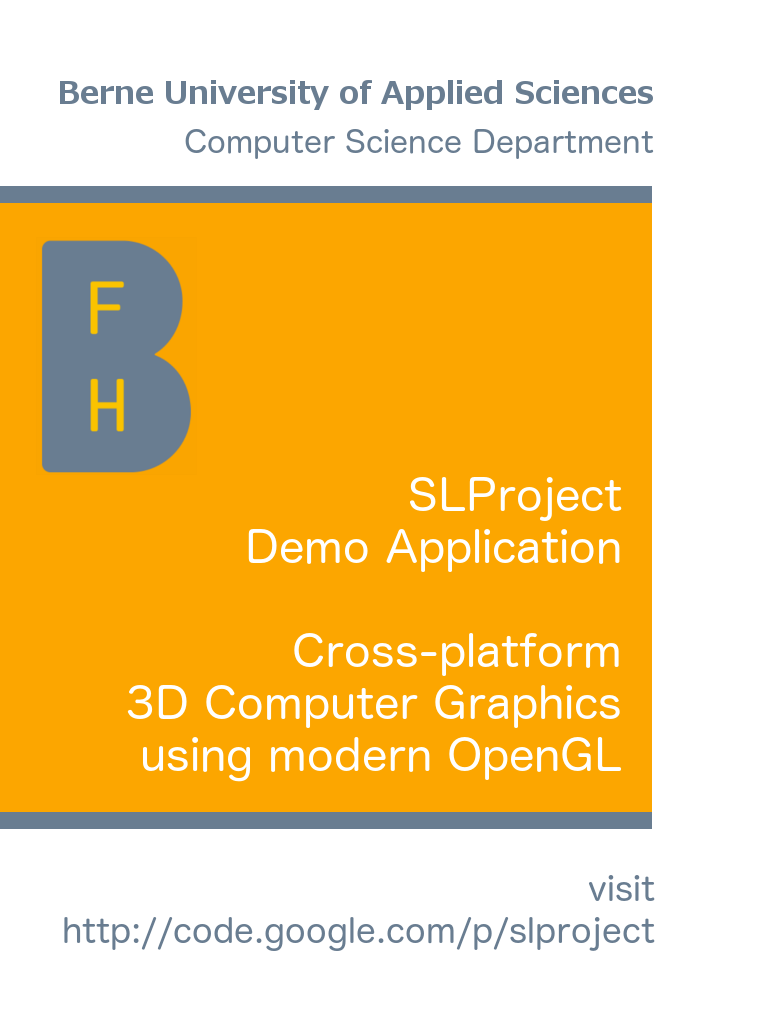 Berne University of Applied Sciences
Computer Science Department
B
F
H
SLProject
Demo Application
Cross-platform
3D Computer Graphics
using modern OpenGL
visit
http://code.google.com/p/slproject